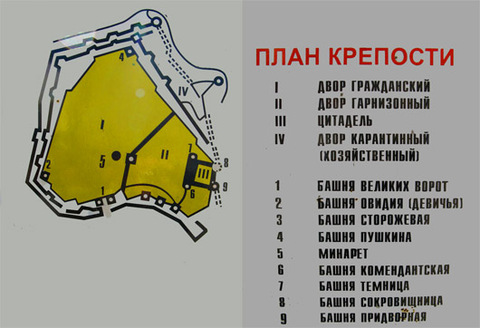 ПЛАН КРЕПОСТИ
I ДВОР ГРАЖДАНСКИЙ
II ДВОР ГАРНИЗОННЫЙ
III ЦИТАДЕЛЬ
IV ДВОР КАРАНТИННЫЙ
(ХОЗЯЙСТВЕННЫЙ)
1 БАШНЯ ВЕЛИКИХ ВОРОТ
2 БАШНЯ ОВИДИЯ (ДЕВИЧЬЯ)
3 БАШНЯ СТОРОЖЕВАЯ
4 БАШНЯ ПУШКИНА
5 МИНАРЕТ
6 БАШНЯ КОМЕНДАНТСКАЯ
7 БАШНЯ ТЕМНИЦА
8 БАШНЯ СОКРОВИЩНИЦА
9 БАШНЯ ПРИДВОРНАЯ
4
IV
I
5
II
7
8
III
2
1
6
9